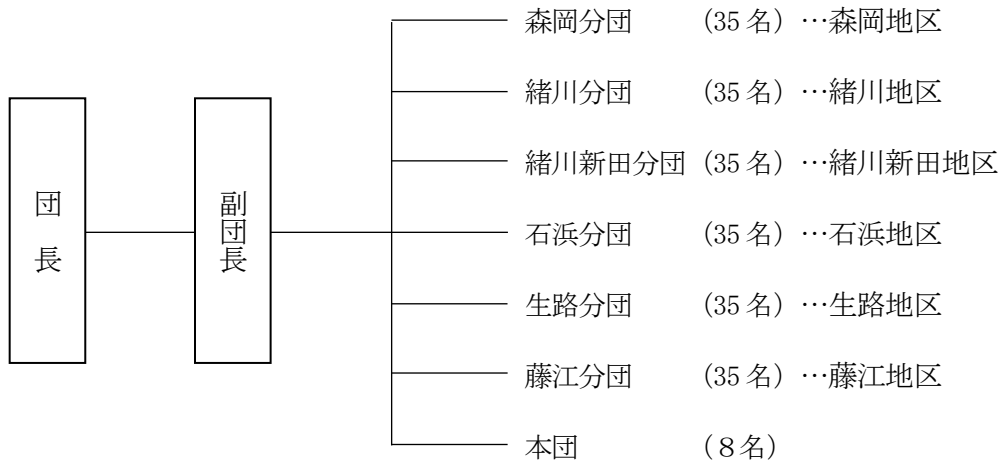 団長
副団長
森岡分団 (35名) …森岡地区
緒川分団 (35名) …緒川地区
緒川新田分団 (35名) …緒川新田地区
石浜分団 (35名) …石浜地区
生路分団 (35名) …生路地区
藤江分団 (35名) …藤江地区
本団 (8名)